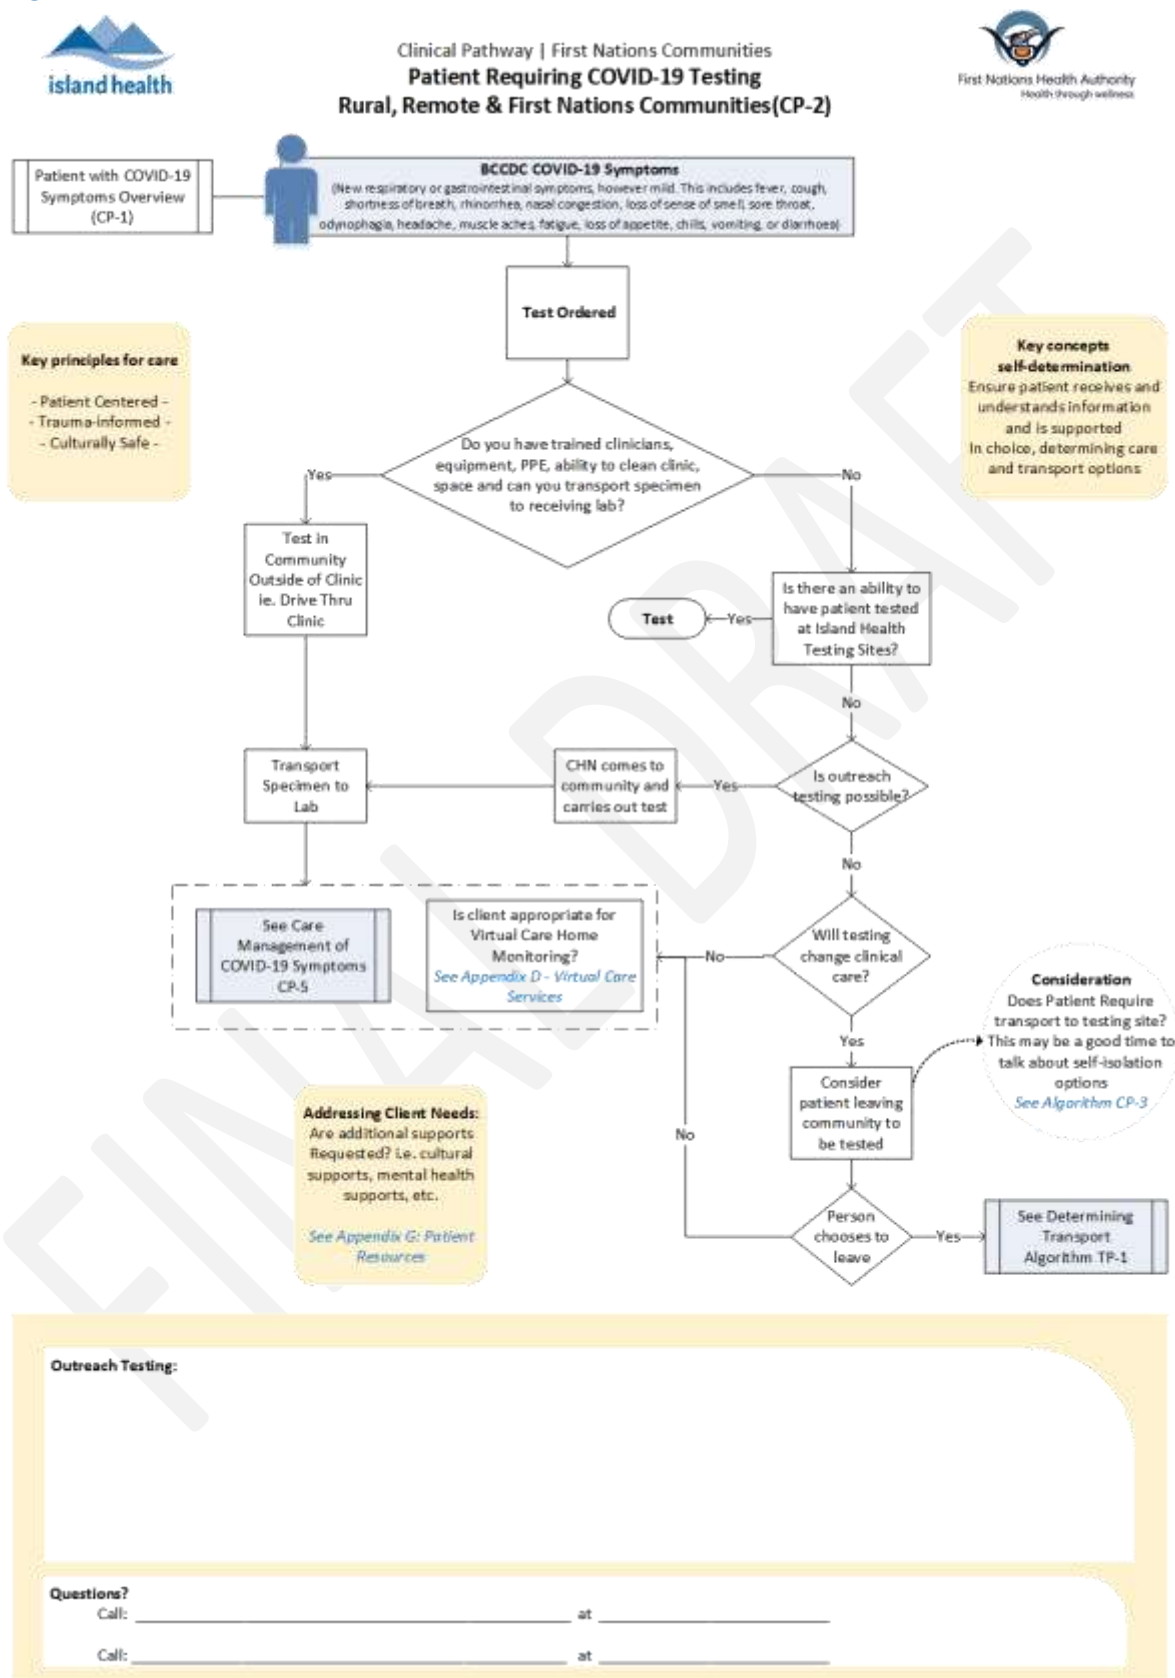 island health
Clinical Pathway | First Nations Communities
Patient Requiring COVID-19 Testing
Rural, Remote & First Nations Communities(CP-2)
First Nations Health Authority
Health through wellness
Patient with COVID-19
Symptoms Overview
(CP-1)
BCCDC COVID-19 Symptoms
(New respiratory or gastrointestinal symptoms, however mild. This includes fever, cough,
shortness of breath, rhinorrhea, nasal congestion, loss of sense of smell, sore throat,
odynophagia, headache, muscle aches, fatigue, loss of appetite, chills, vomiting, or diarrhoea)
Test Ordered
Key principles for care
- Patient Centered -
- Trauma-informed -
- Culturally Safe -
Key concepts
self-determination
Ensure patient receives and
understands information
and is supported
In choice, determining care
and transport options
Do you have trained clinicians,
equipment, PPE, ability to clean clinic,
space and can you transport specimen
to receiving lab?
Yes
No
Test in
Community
Outside of Clinic
ie. Drive Thru
Clinic
Is there an ability to
have patient tested
at Island Health
Testing Sites?
Yes
Test
No
Is outreach
testing possible?
Yes
CHN comes to
community and
carries out test
Transport
Specimen to
Lab
No
See Care
Management of
COVID-19 Symptoms
CP-5
Is client appropriate for
Virtual Care Home
Monitoring?
See Appendix D - Virtual Care
Services
No
Will testing
change clinical
care?
Yes
Consideration
Does Patient Require
transport to testing site?
This may be a good time to
talk about self-isolation
options
See Algorithm CP-3
Consider
patient leaving
community to
be tested
No
Addressing Client Needs:
Are additional supports
Requested? i.e. cultural
supports, mental health
supports, etc.
See Appendix G: Patient
Resources
Person
chooses to
leave
Yes
See Determining
Transport
Algorithm TP-1
FINAL DRAFT
Outreach Testing:
Questions?
Call: ______ at ______
Call: ______ at ______